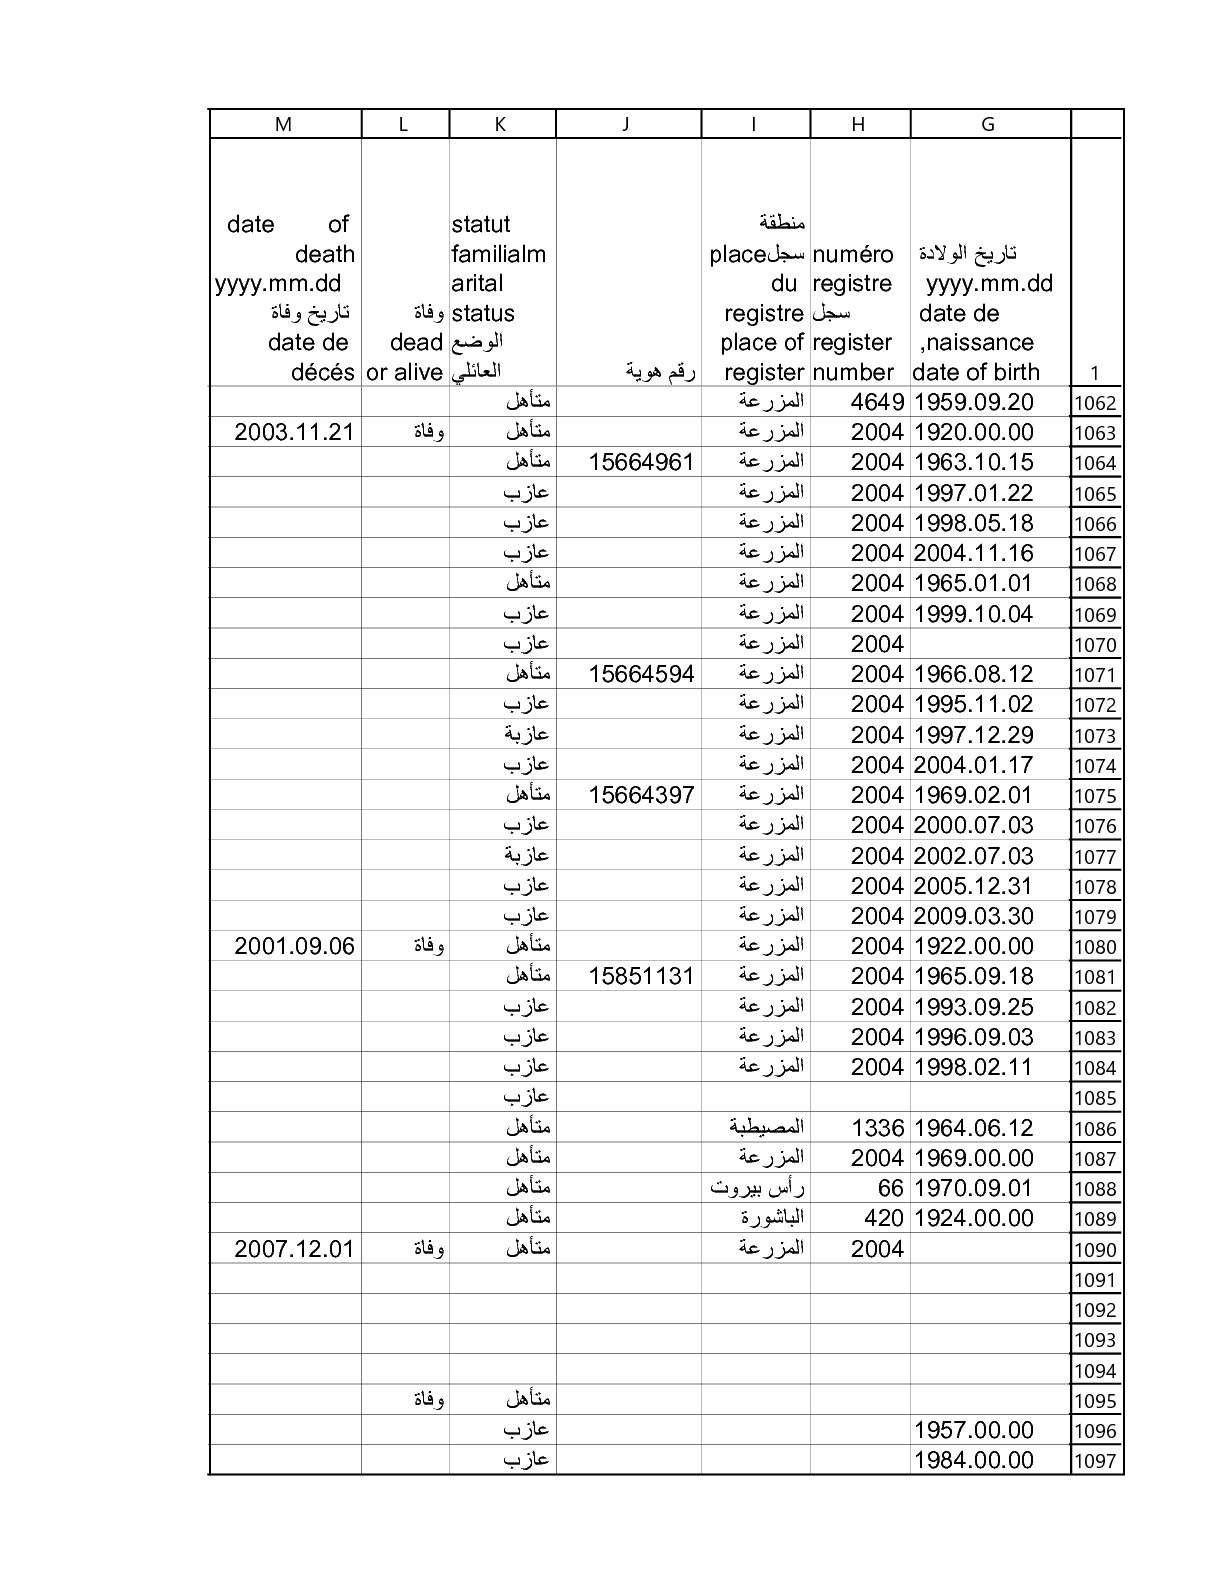 M L K J I H G
date of statut منطقة
death familialm placeسجل numéro تاريخ الولادة
yyyy.mm.dd arital du registre yyyy.mm.dd
تاريخ وفاة وفاة status registre سجل date de
date de dead الوضع place of register ,naissance
décés or alive العائلي رقم هوية register number date of birth 1
متأهل المزرعة 4649 1959.09.20 1062
2003.11.21 وفاة متأهل المزرعة 2004 1920.00.00 1063
متأهل 15664961 المزرعة 2004 1963.10.15 1064
عازب المزرعة 2004 1997.01.22 1065
عازب المزرعة 2004 1998.05.18 1066
عازب المزرعة 2004 2004.11.16 1067
متأهل المزرعة 2004 1965.01.01 1068
عازب المزرعة 2004 1999.10.04 1069
عازب المزرعة 2004 1070
متأهل 15664594 المزرعة 2004 1966.08.12 1071
عازب المزرعة 2004 1995.11.02 1072
عازبة المزرعة 2004 1997.12.29 1073
عازب المزرعة 2004 2004.01.17 1074
متأهل 15664397 المزرعة 2004 1969.02.01 1075
عازب المزرعة 2004 2000.07.03 1076
عازبة المزرعة 2004 2002.07.03 1077
عازب المزرعة 2004 2005.12.31 1078
عازب المزرعة 2004 2009.03.30 1079
2001.09.06 وفاة متأهل المزرعة 2004 1922.00.00 1080
متأهل 15851131 المزرعة 2004 1965.09.18 1081
عازب المزرعة 2004 1993.09.25 1082
عازب المزرعة 2004 1996.09.03 1083
عازب المزرعة 2004 1998.02.11 1084
عازب 1085
متأهل المصيطبة 1336 1964.06.12 1086
متأهل المزرعة 2004 1969.00.00 1087
متأهل رأس بيروت 66 1970.09.01 1088
متأهل الباشورة 420 1924.00.00 1089
2007.12.01 وفاة متأهل المزرعة 2004 1090
1091
1092
1093
1094
وفاة متأهل 1095
عازب 1957.00.00 1096
عازب 1984.00.00 1097